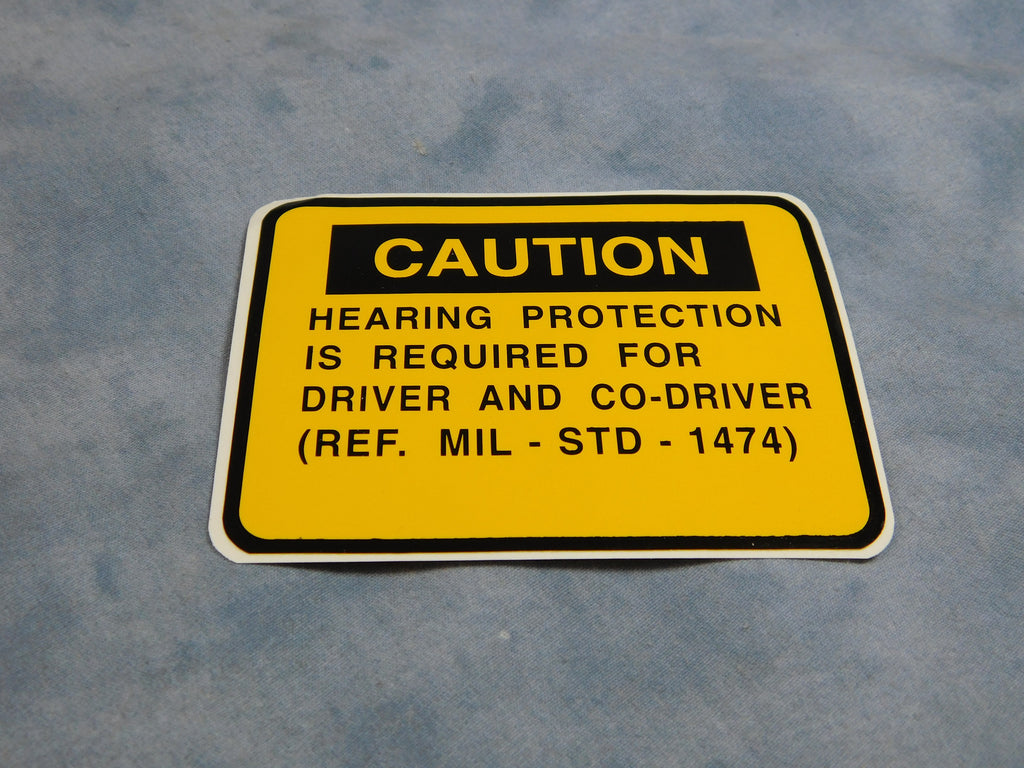 CAUTION
HEARING PROTECTION
IS REQUIRED FOR
DRIVER AND CO-DRIVER
(REF. MIL - STD - 1474)